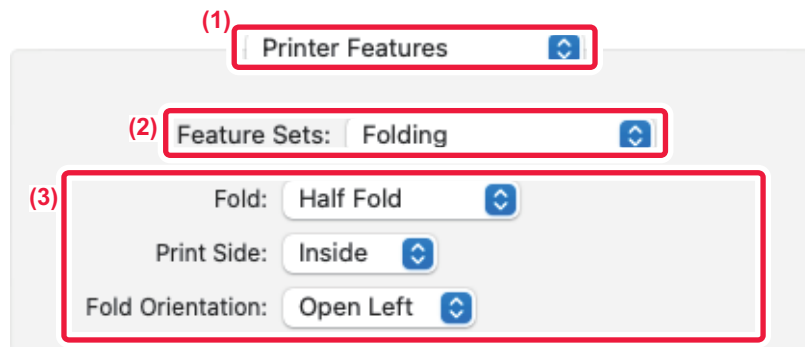 (1)
Printer Features
(2) Feature Sets: Folding
(3) Fold: Half Fold
Print Side: Inside
Fold Orientation: Open Left